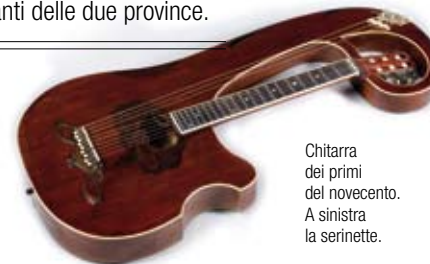 anti delle due province.
Chitarra
dei primi
del novecento.
A sinistra
la serinette.